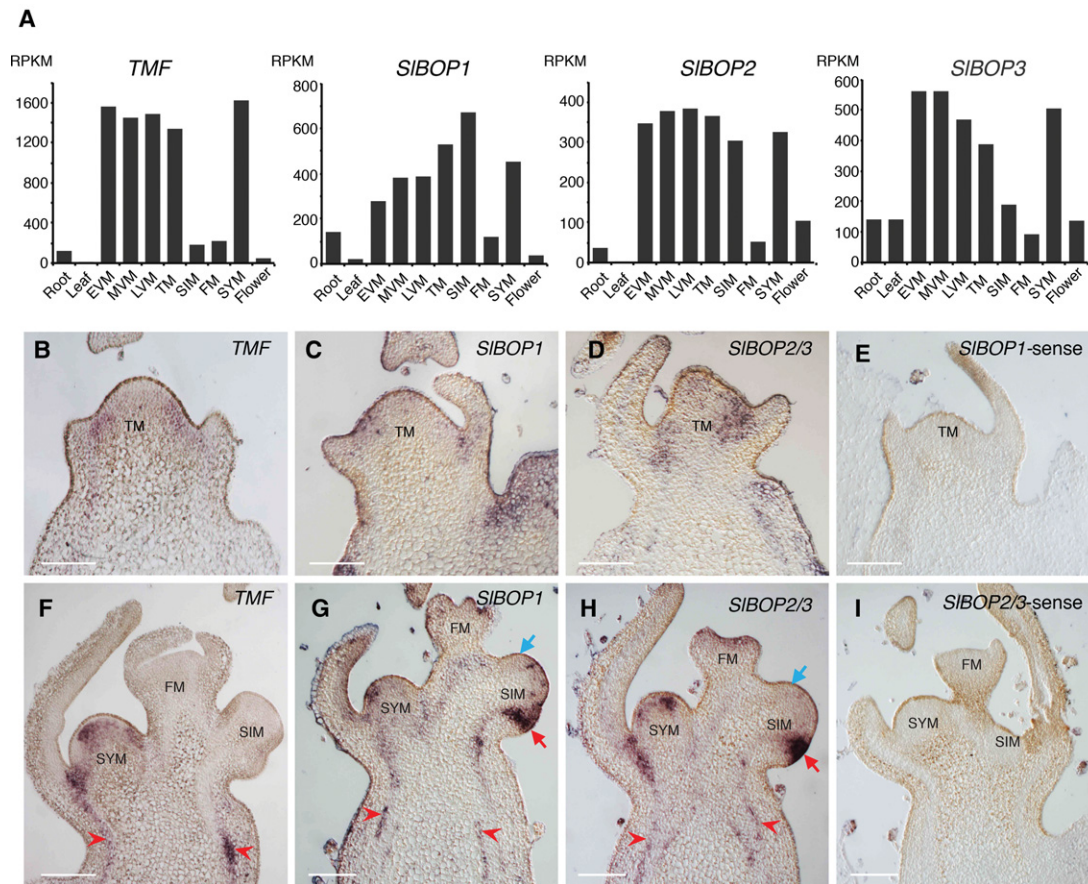 A
RPKM TMF
1600
1200
800
400
0
Root Leaf EVM MVM LVM TM SIM FM SYM Flower
RPKM SlBOP1
800
600
400
200
0
Root Leaf EVM MVM LVM TM SIM FM SYM Flower
RPKM SlBOP2
400
300
200
100
0
Root Leaf EVM MVM LVM TM SIM FM SYM Flower
RPKM SlBOP3
600
500
400
300
200
100
0
Root Leaf EVM MVM LVM TM SIM FM SYM Flower
B TMF
TM
C SlBOP1
TM
D SlBOP2/3
TM
E SlBOP1-sense
TM
F TMF
FM
SYM SIM
G SlBOP1
FM
SYM SIM
H SlBOP2/3
FM
SYM SIM
I SlBOP2/3-sense
FM
SYM SIM